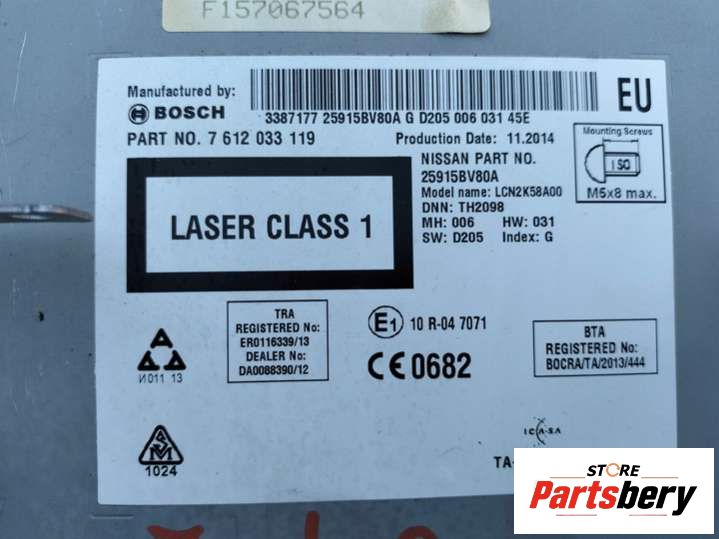 F157067564
Manufactured by:
BOSCH
3387177 25915BV80A G D205 006 031 45E
EU
PART NO. 7 612 033 119
Production Date: 11.2014
NISSAN PART NO.
25915BV80A
Model name: LCN2K58A00
DNN: TH2098
MH: 006 HW: 031
SW: D205 Index: G
Mounting Screws
ISO
M5x8 max.
LASER CLASS 1
TRA
REGISTERED No:
ER0116339/13
DEALER No:
DA0088390/12
E1 10 R-04 7071
CE 0682
BTA
REGISTERED No:
BOCRA/TA/2013/444
И011 13
1024
ICASA
TA-
STORE
Partsbery